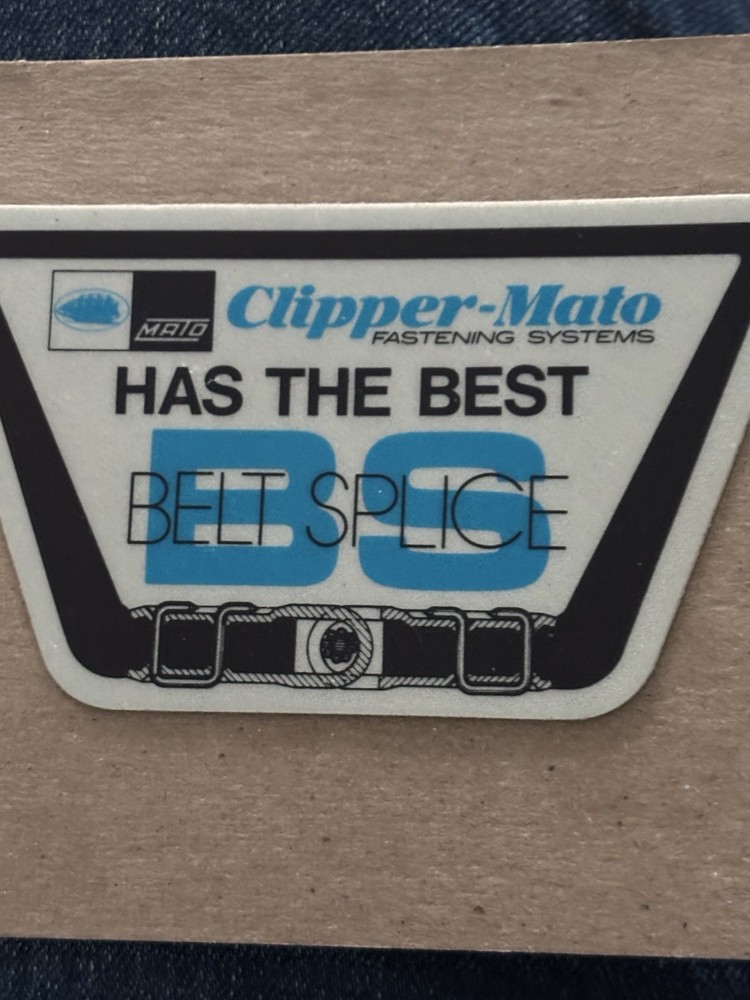 MATO
Clipper-Mato
FASTENING SYSTEMS
HAS THE BEST
BS
BELT SPLICE